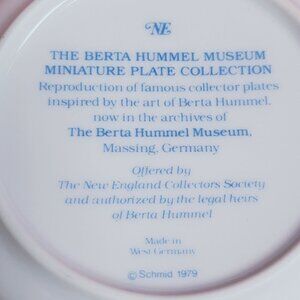 NE
THE BERTA HUMMEL MUSEUM
MINIATURE PLATE COLLECTION
Reproduction of famous collector plates
inspired by the art of Berta Hummel.
now in the archives of
The Berta Hummel Museum,
Massing, Germany
Offered by
The New England Collectors Society
and authorized by the legal heirs
of Berta Hummel
Made in
West Germany
© Schmid 1979